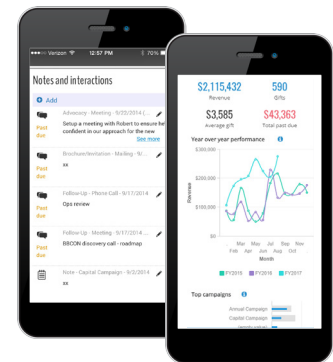 Verizon 12:57 PM 70%
Notes and interactions
Add
Advocacy - Meeting - 9/22/2014 (...
Past due
Setup a meeting with Robert to ensure he
confident in our approach for the new
See more
Brochure/Invitation - Mailing - 9/...
Past due
xx
Follow-Up - Phone Call - 9/17/2014
Past due
Ops review
Follow-Up - Meeting - 9/17/2014 ...
Past due
BBCON discovery call - roadmap
Note - Capital Campaign - 9/2/2014
xx
$2,115,432 590
Revenue Gifts
$3,585 $43,363
Average gift Total past due
Year over year performance
$300,000
$200,000
$100,000
$0
Revenue
Mar May Jul Sep Nov
Feb Apr Jun Aug Oct
Month
FY2015 FY2016 FY2017
Top campaigns
Annual Campaign
Capital Campaign